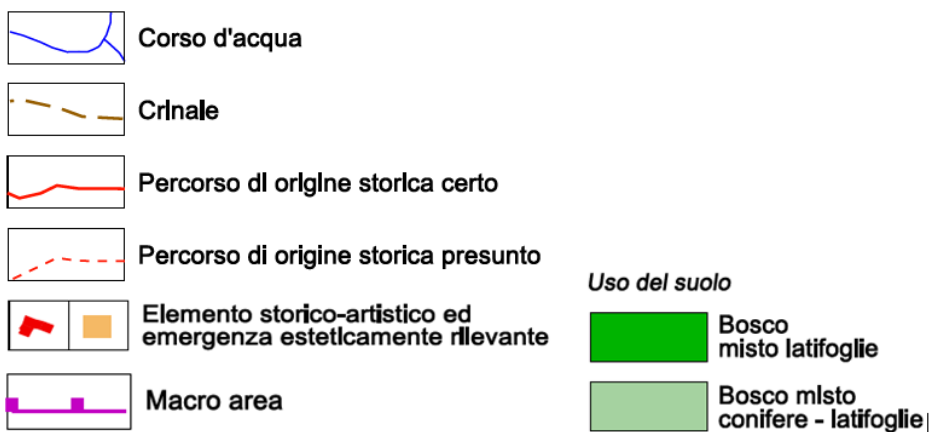 Corso d'acqua
Crinale
Percorso di origine storica certo
Percorso di origine storica presunto
Elemento storico-artistico ed
emergenza esteticamente rilevante
Macro area
Uso del suolo
Bosco
misto latifoglie
Bosco misto
conifere - latifoglie